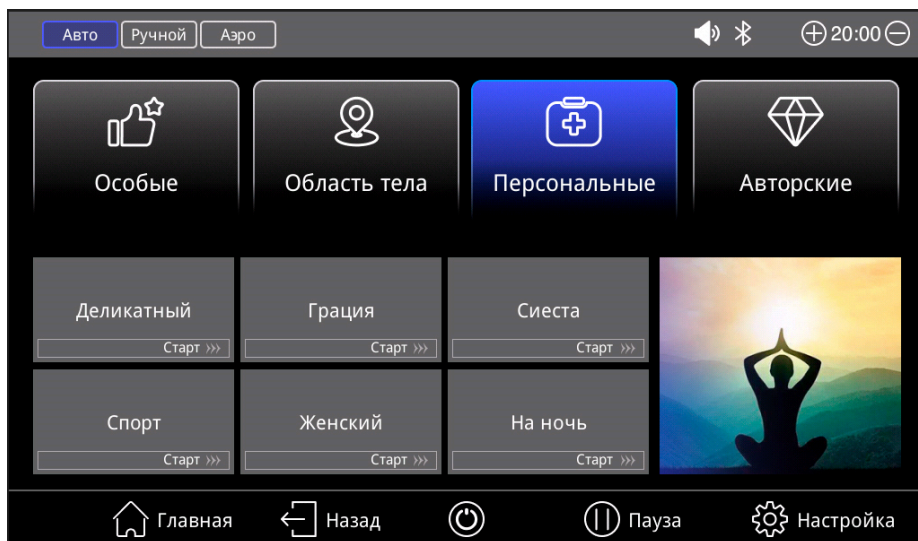 Авто Ручной Аэро 20:00
Особые Область тела Персональные Авторские
Деликатный Грация Сиеста
Старт Старт Старт
Спорт Женский На ночь
Старт Старт Старт
Главная Назад Пауза Настройка